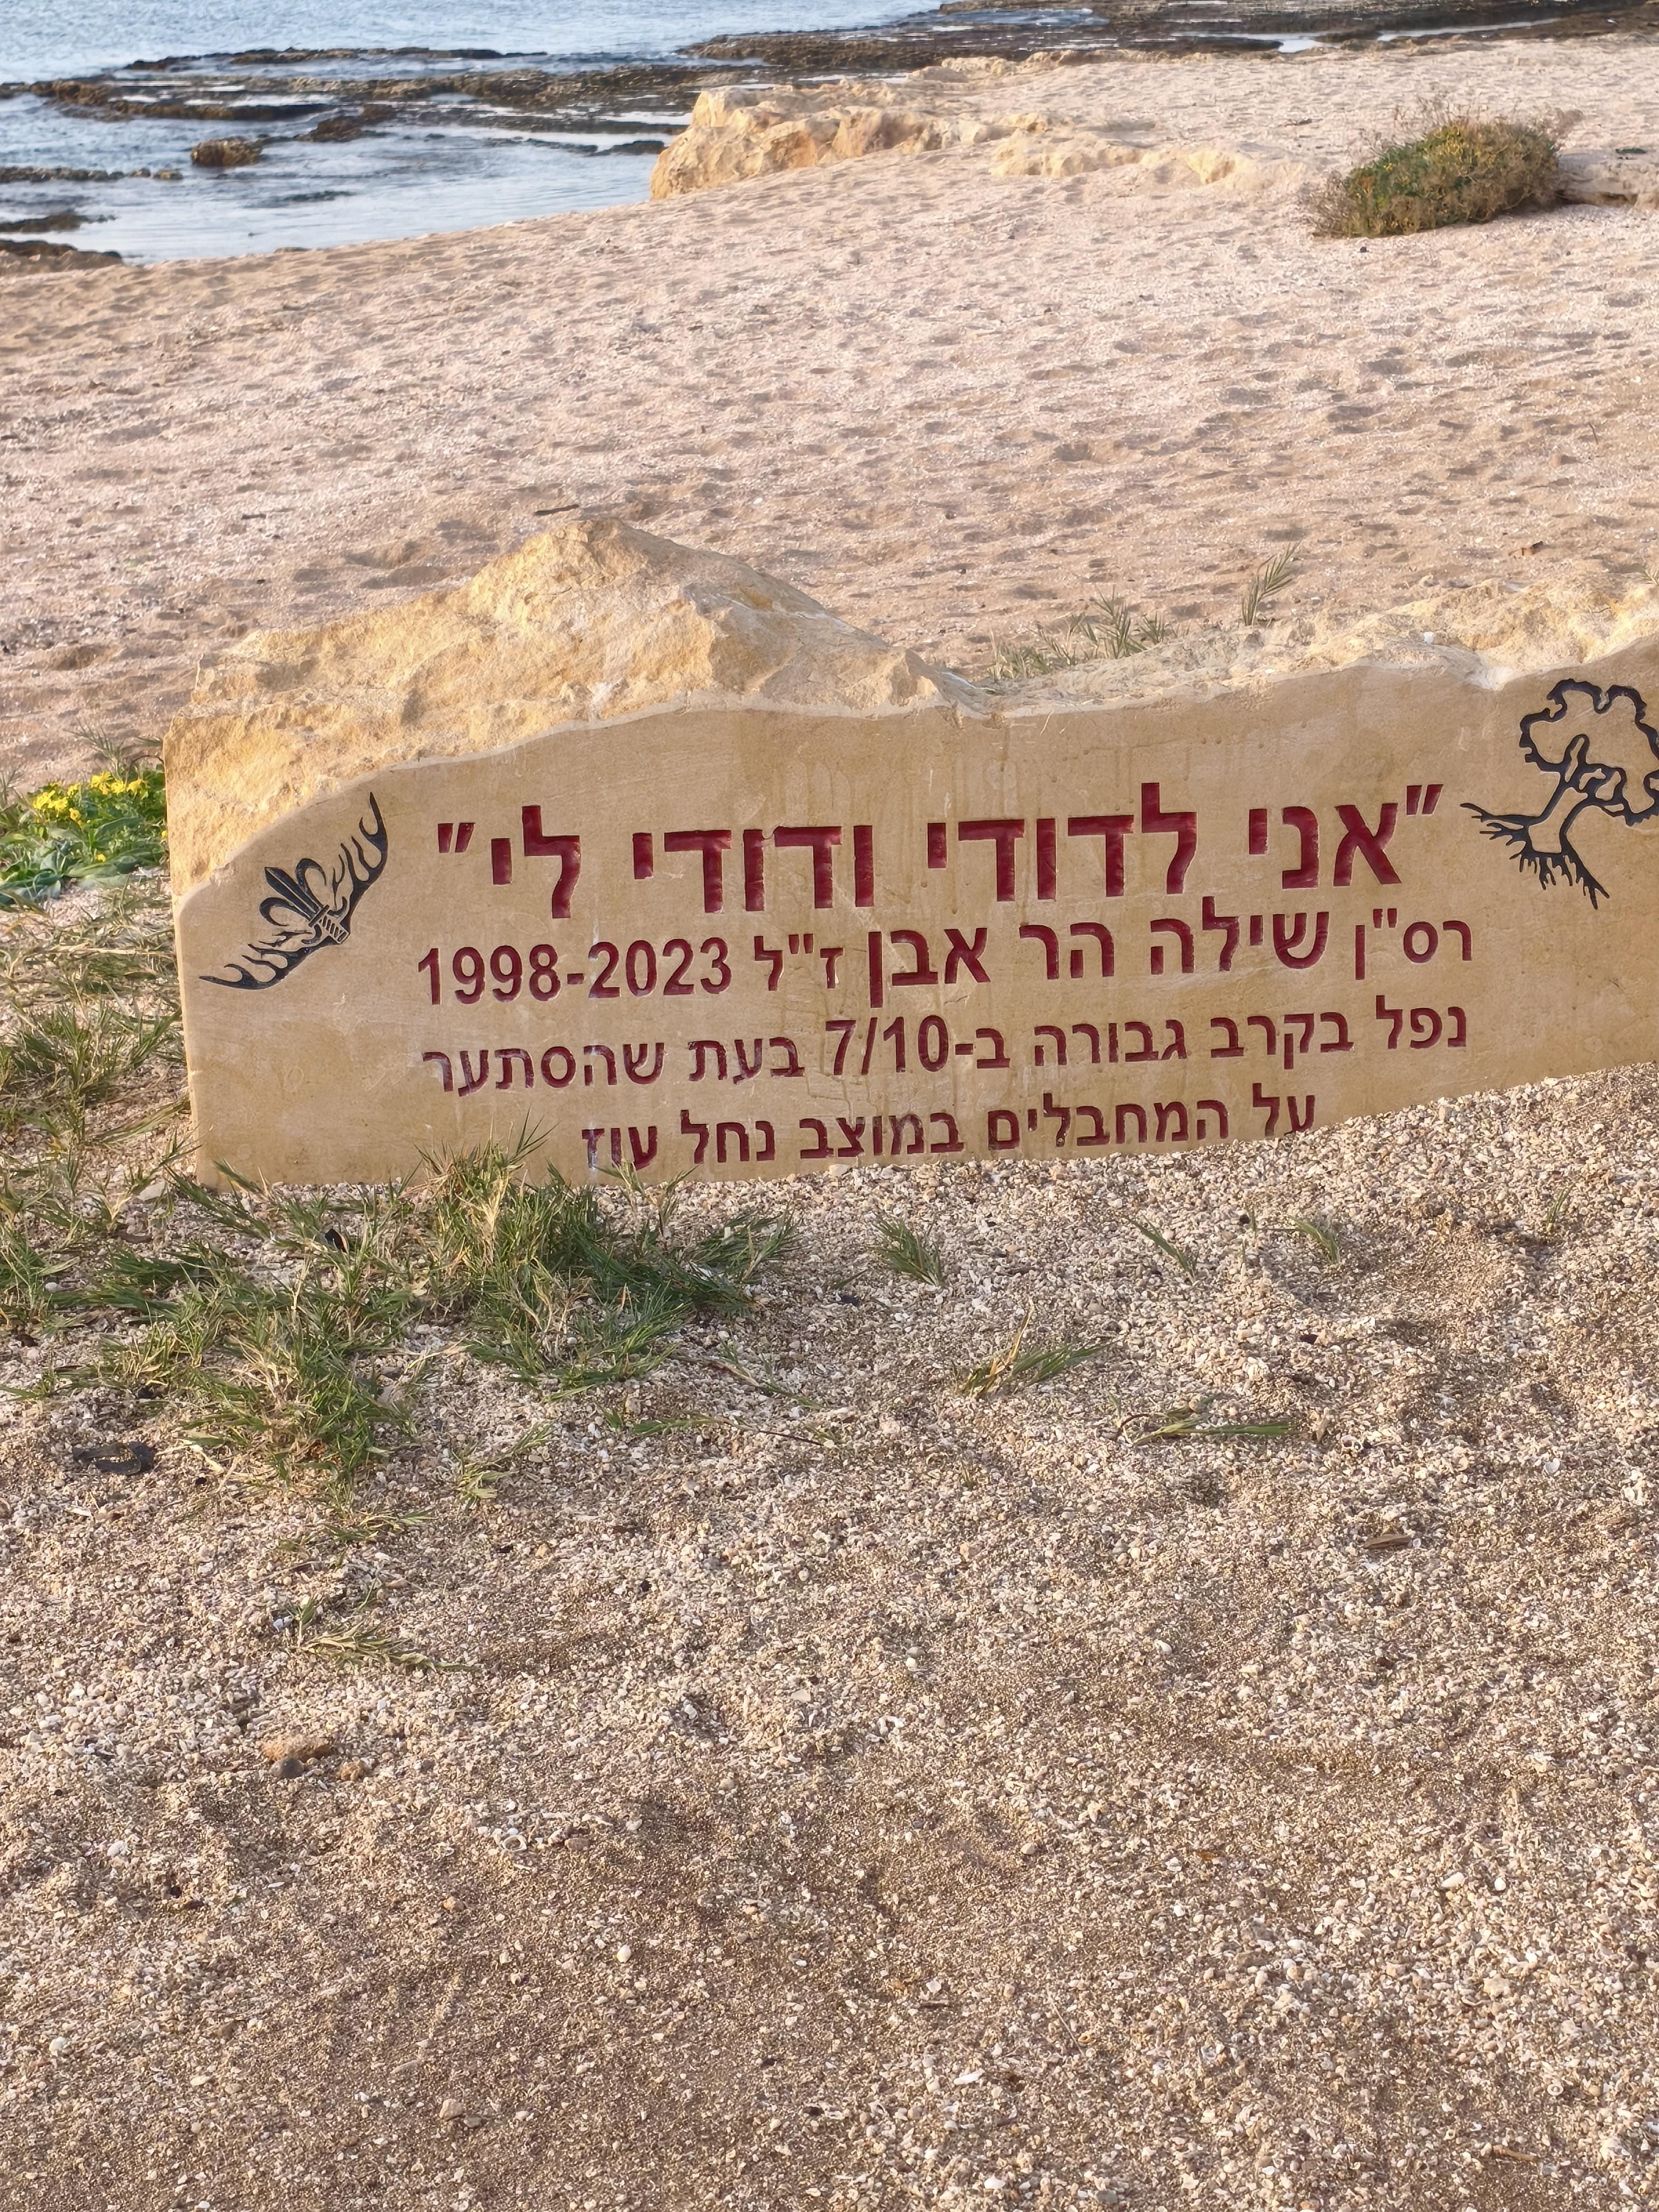 "אני לדודי ודודי לי"
רס"ן שילה הר אבן ז"ל 1998-2023
נפל בקרב גבורה ב-7/10 בעת שהסתער
על המחבלים במוצב נחל עוז